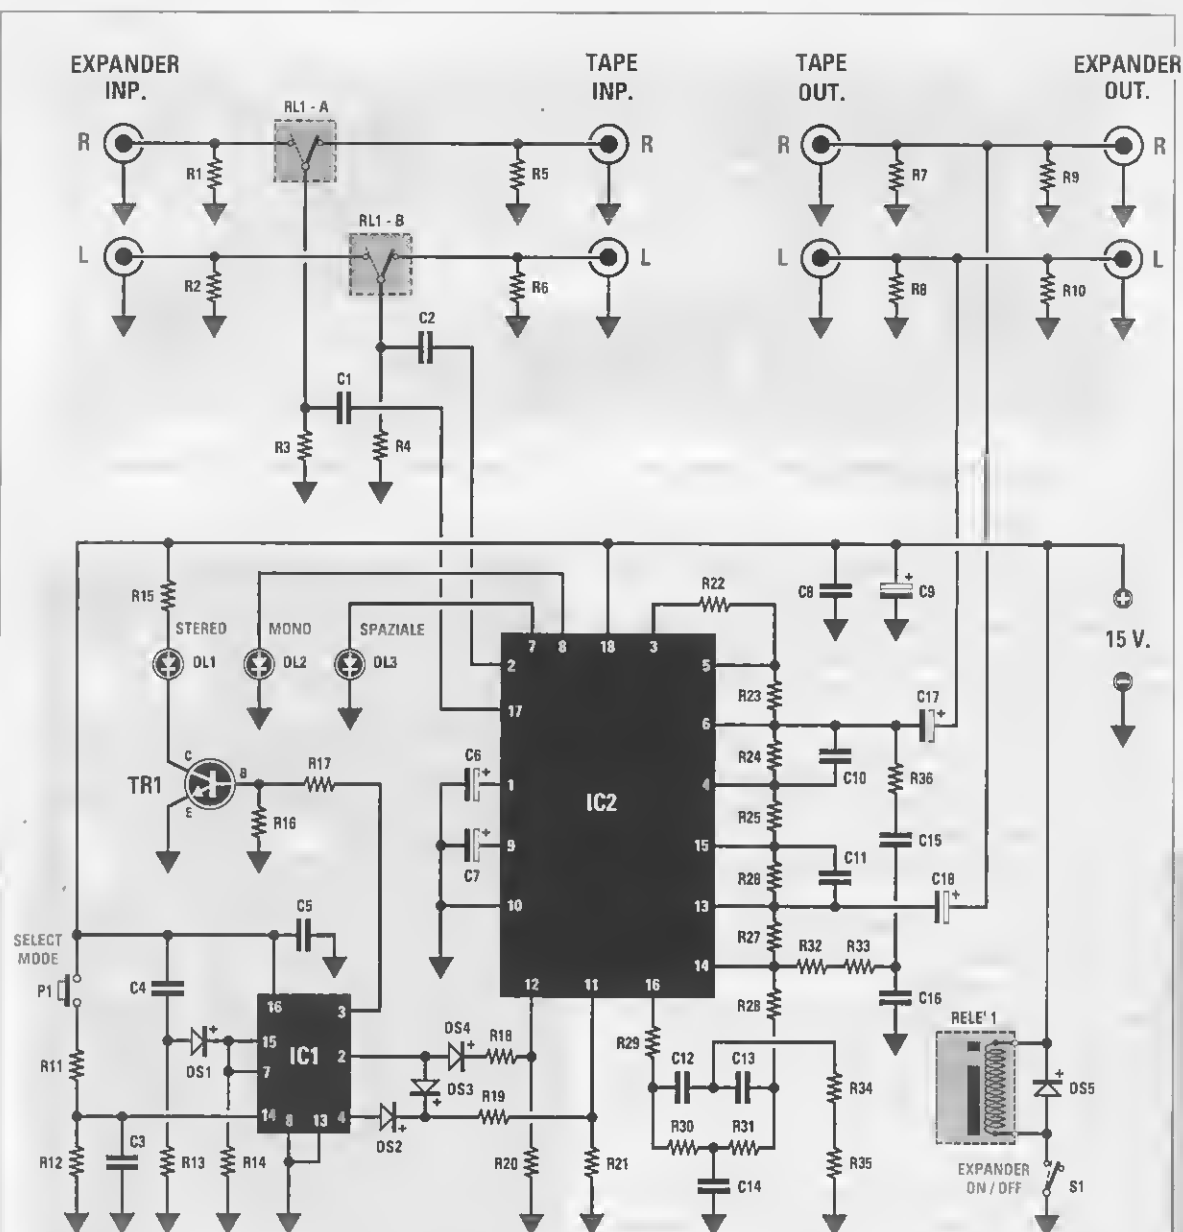 EXPANDER
INP.
TAPE
INP.
TAPE
OUT.
EXPANDER
OUT.
RL1 - A
R
R
R
R
R1
R5
R7
R9
RL1 - B
L
L
L
L
R2
R6
R8
R10
C2
C1
R3
R4
R15
R22
C8
+
C9
+
STEREO
MONO
SPAZIALE
7
8
18
3
15 V.
DL1
DL2
DL3
2
5
R23
C17
+
−
17
6
C
C6
+
R24
C10
R36
TR1
B
R17
1
4
E
R16
IC2
R25
C15
+
15
C11
C7
9
R28
C18
+
C5
10
13
SELECT
MODE
R27
R32
R33
14
P1
C4
12
11
16
R28
C16
RELE' 1
16
3
DS4
R18
R29
+
15
IC1
2
+
C12
C13
R11
DS1
7
DS3
R34
+
DS5
+
14
4
R19
8
13
+
DS2
R30
R31
R12
C3
R13
R14
R20
R21
C14
R35
EXPANDER
ON / OFF
S1